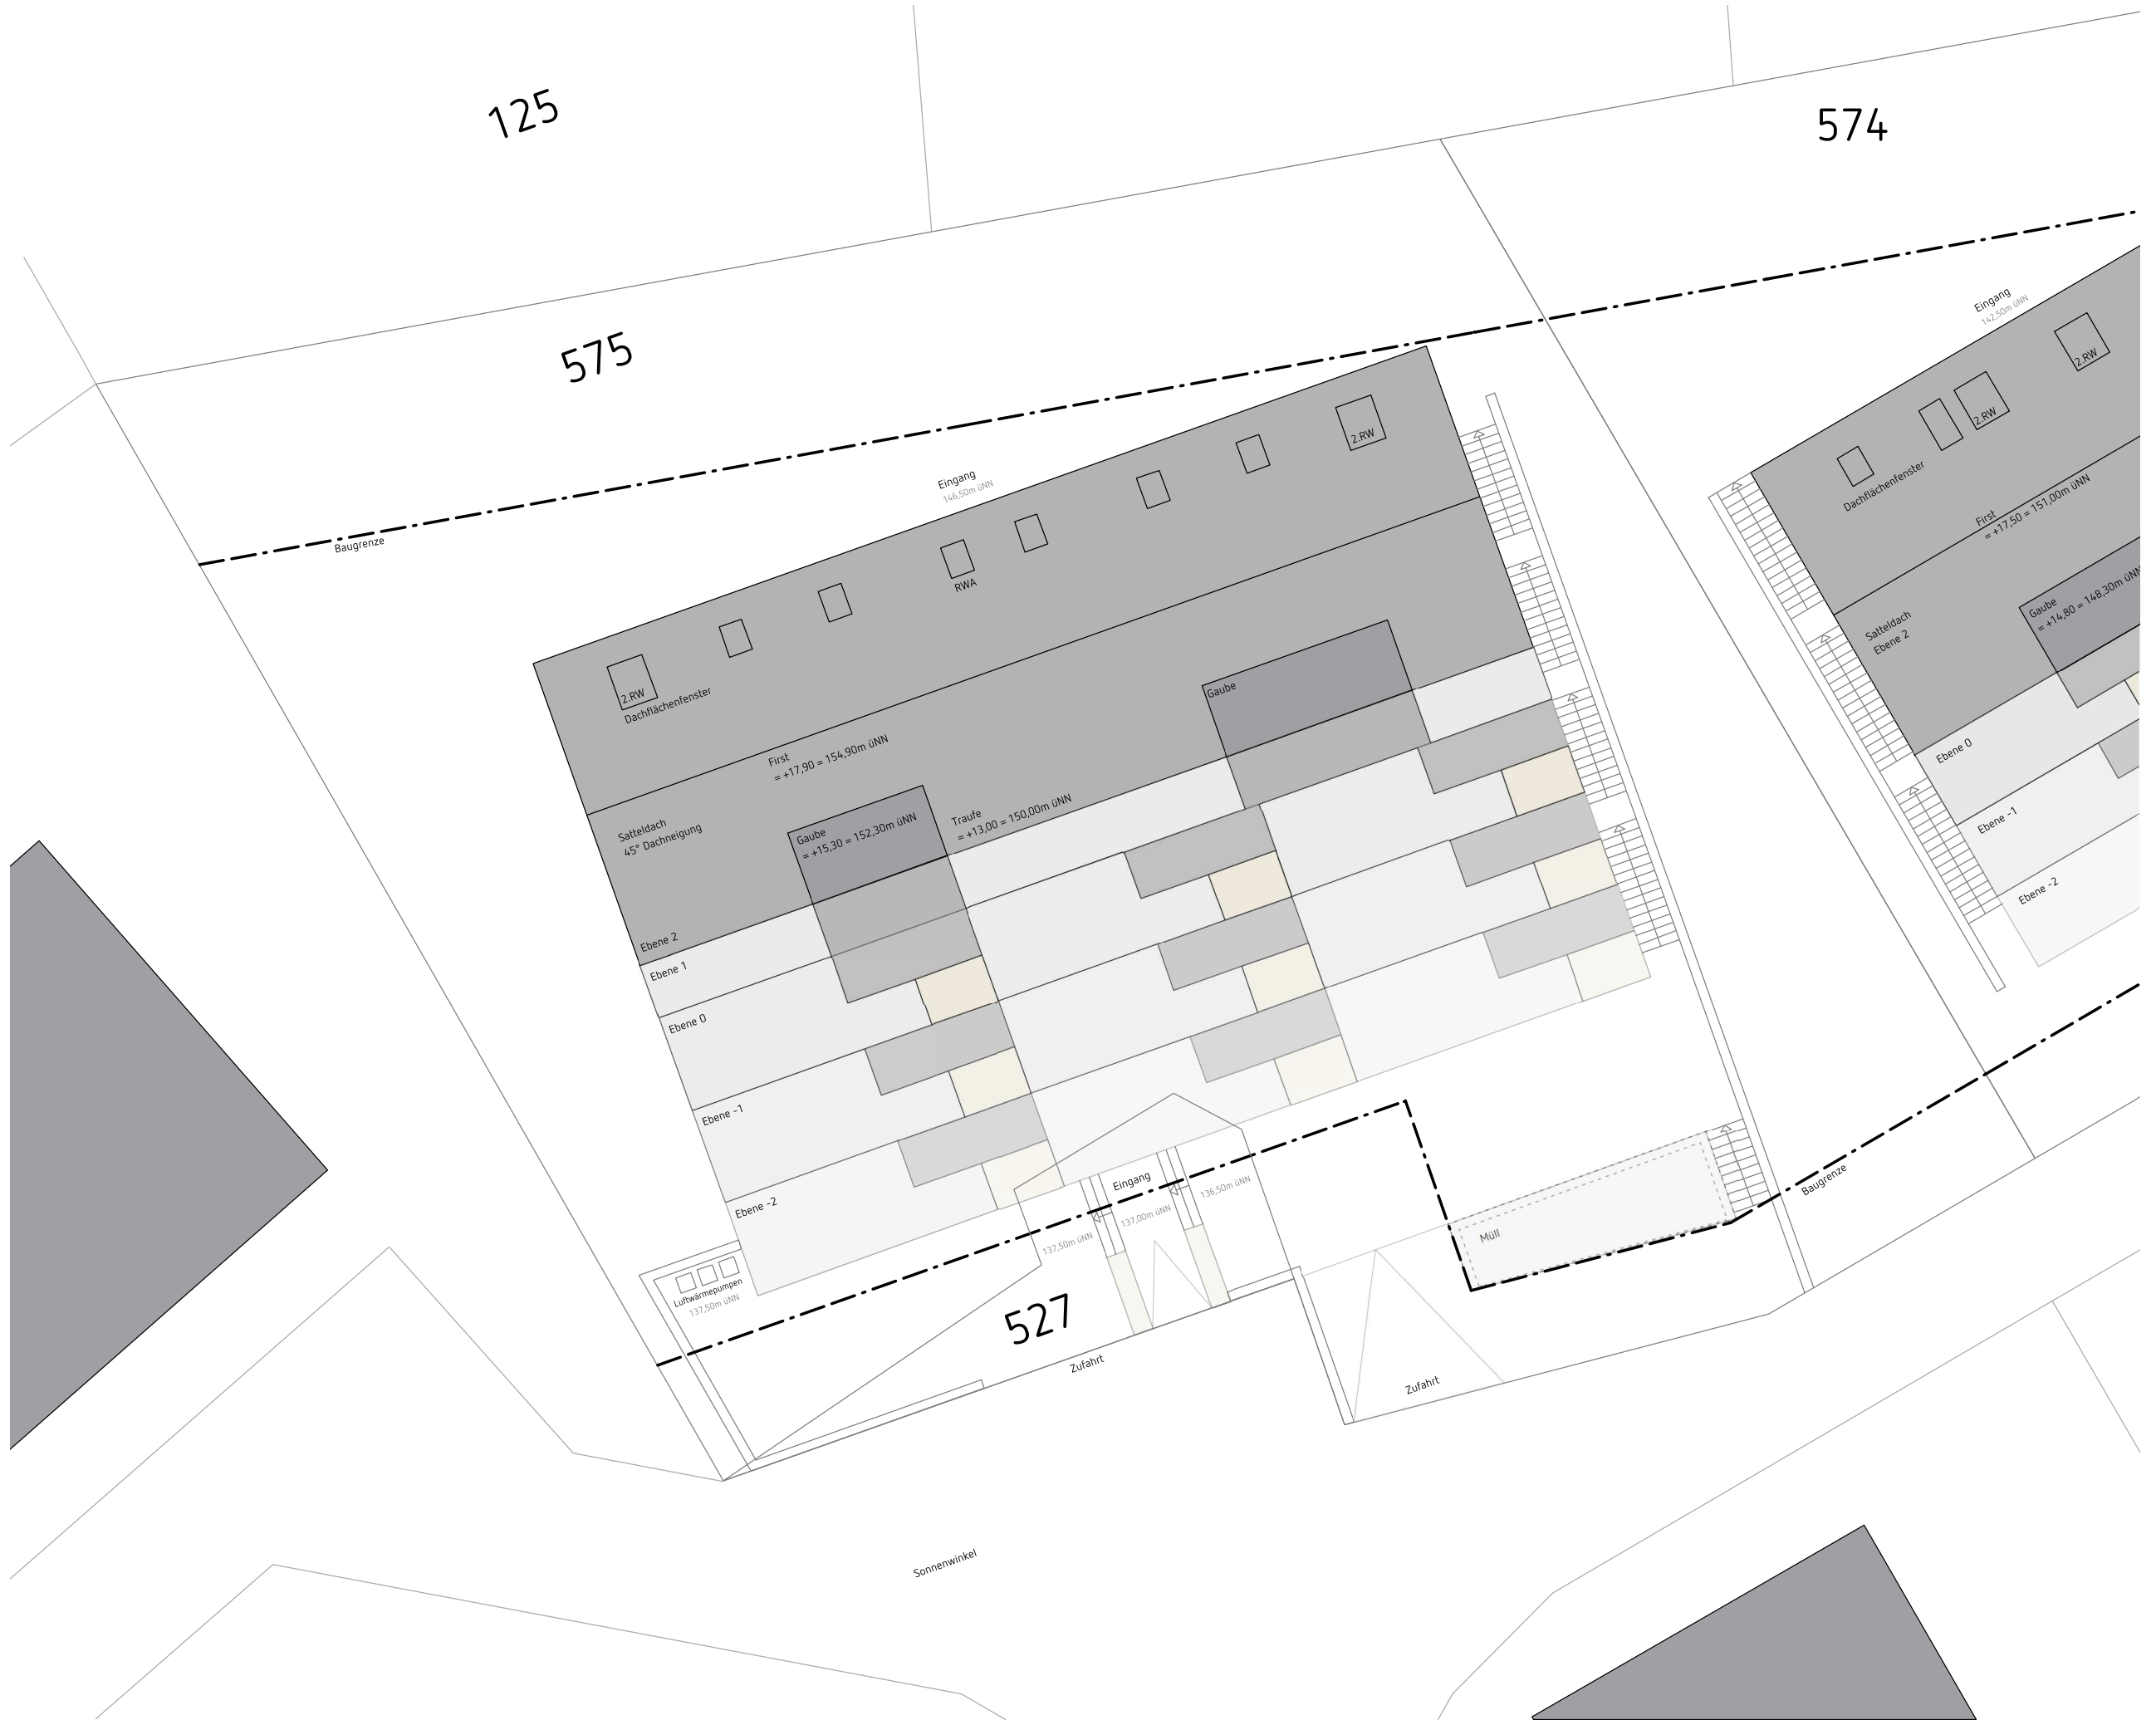 125
574
575
Baugrenze
Eingang
146,50m üNN
Eingang
142,50m üNN
2.RW
RWA
2.RW
Dachflächenfenster
First
= +17,90 = 154,90m üNN
Satteldach
45° Dachneigung
Gaube
= +15,30 = 152,30m üNN
Traufe
= +13,00 = 150,00m üNN
Gaube
Ebene 2
Ebene 1
Ebene 0
Ebene -1
Ebene -2
2.RW
2.RW
Dachflächenfenster
First
= +17,50 = 151,00m üNN
Satteldach
Ebene 2
Gaube
= +14,80 = 148,30m üNN
Ebene 0
Ebene -1
Ebene -2
Luftwärmepumpen
137,50m üNN
Eingang
137,50m üNN
137,00m üNN
136,50m üNN
527
Zufahrt
Zufahrt
Müll
Baugrenze
Sonnenwinkel